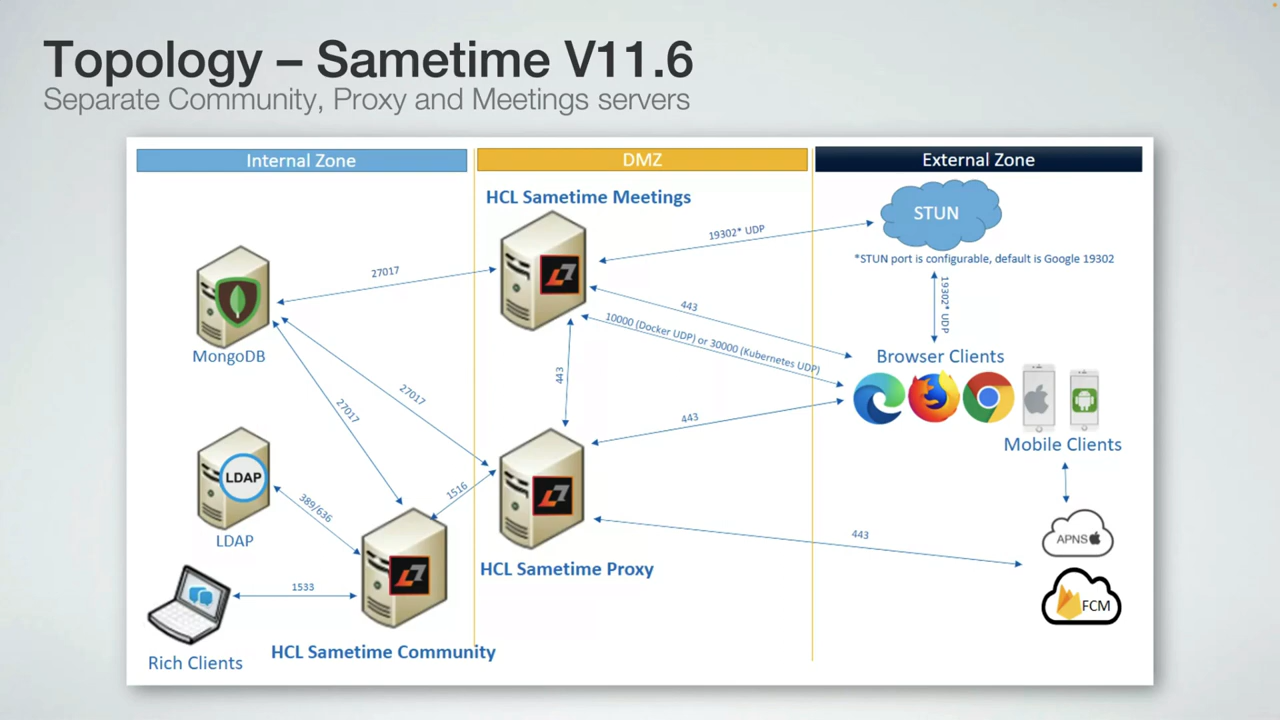 Topology – Sametime V11.6
Separate Community, Proxy and Meetings servers
Internal Zone
DMZ
External Zone
HCL Sametime Meetings
STUN
19302* UDP
*STUN port is configurable, default is Google 19302
27017
19302* UDP
443
10000 (Docker UDP) or 30000 (Kubernetes UDP)
MongoDB
Browser Clients
443
27017
27017
443
Mobile Clients
LDAP
1516
389/636
LDAP
443
APNS
HCL Sametime Proxy
1533
FCM
HCL Sametime Community
Rich Clients